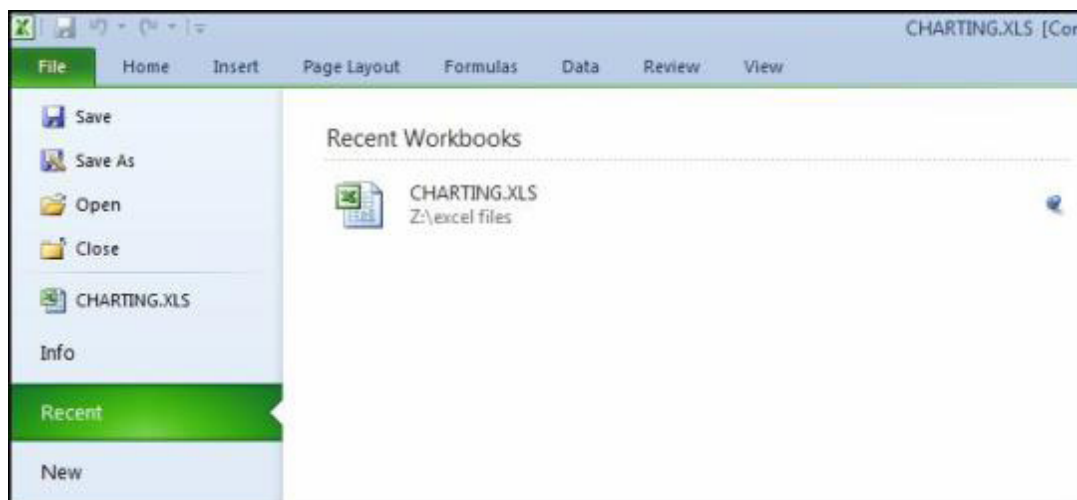 CHARTING.XLS [Cor
File Home Insert Page Layout Formulas Data Review View
Save
Save As
Open
Close
CHARTING.XLS
Info
Recent
New
Recent Workbooks
CHARTING.XLS
Z:\excel files